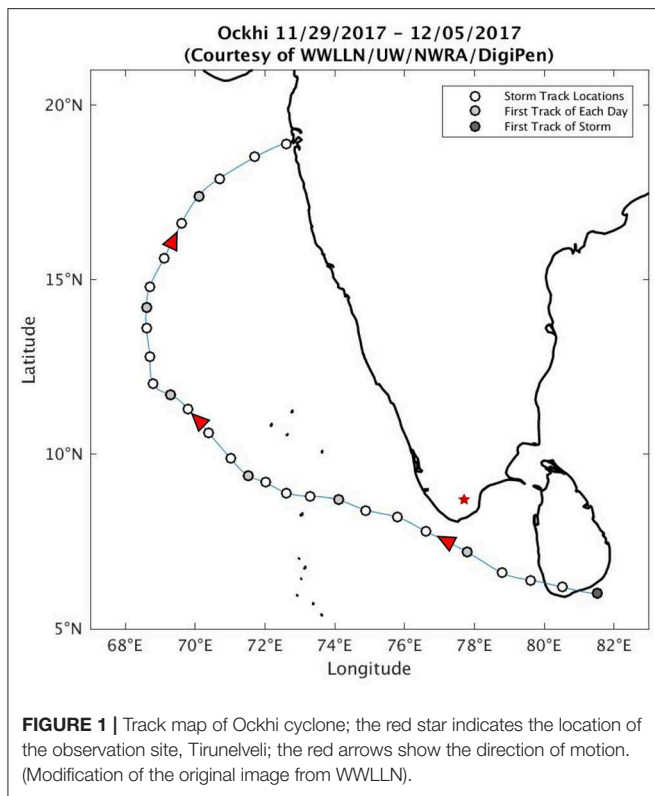 Ockhi 11/29/2017 – 12/05/2017
(Courtesy of WWLLN/UW/NWRA/DigiPen)
Storm Track Locations
First Track of Each Day
First Track of Storm
20°N
15°N
10°N
5°N
Latitude
68°E 70°E 72°E 74°E 76°E 78°E 80°E 82°E
Longitude
FIGURE 1 | Track map of Ockhi cyclone; the red star indicates the location of
the observation site, Tirunelveli; the red arrows show the direction of motion.
(Modification of the original image from WWLLN).